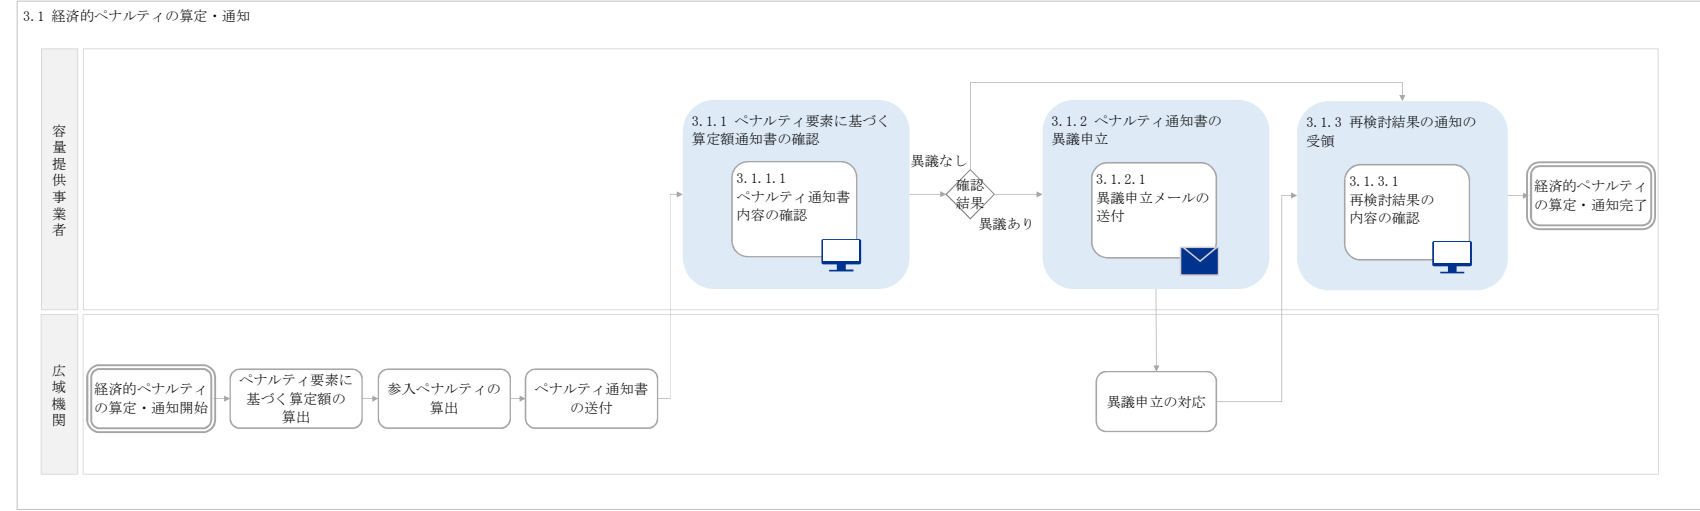 3.1 経済的ペナルティの算定・通知
容量提供事業者
3.1.1 ペナルティ要素に基づく
算定額通知書の確認
3.1.1.1
ペナルティ通知書
内容の確認
異議なし
確認
結果
異議あり
3.1.2 ペナルティ通知書の
異議申立
3.1.2.1
異議申立メールの
送付
3.1.3 再検討結果の通知の
受領
3.1.3.1
再検討結果の
内容の確認
経済的ペナルティ
の算定・通知完了
広域機関
経済的ペナルティ
の算定・通知開始
ペナルティ要素に
基づく算定額の
算出
参入ペナルティの
算出
ペナルティ通知書
の送付
異議申立の対応